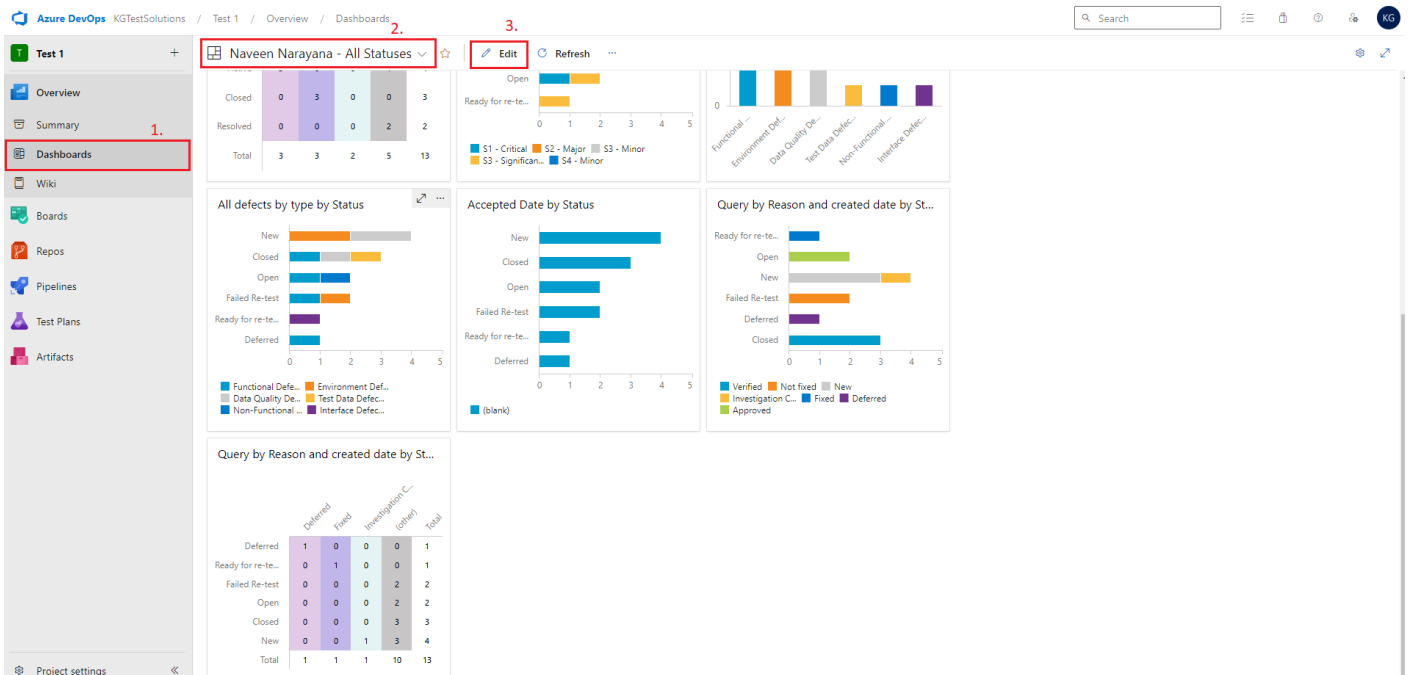 Azure DevOps KGTestSolutions / Test 1 / Overview / Dashboards
Search
KG
2.
3.
T Test 1 +
Naveen Narayana - All Statuses
Edit
Refresh
...
Overview
Summary
1.
Dashboards
Wiki
Boards
Repos
Pipelines
Test Plans
Artifacts
Project settings
Closed 0 3 0 0 3
Resolved 0 0 0 2 2
Total 3 3 2 5 13
Open
Ready for re-te...
0 1 2 3 4 5
S1 - Critical S2 - Major S3 - Minor
S3 - Significan... S4 - Minor
0
Functional ...
Environment Def...
Data Quality De...
Test Data Defec...
Non-Functional ...
Interface Defec...
All defects by type by Status
...
New
Closed
Open
Failed Re-test
Ready for re-te...
Deferred
0 1 2 3 4 5
Functional Defe... Environment Def...
Data Quality De... Test Data Defec...
Non-Functional ... Interface Defec...
Accepted Date by Status
New
Closed
Open
Failed Re-test
Ready for re-te...
Deferred
0 1 2 3 4 5
(blank)
Query by Reason and created date by St...
Ready for re-te...
Open
New
Failed Re-test
Deferred
Closed
0 1 2 3 4 5
Verified Not fixed New
Investigation C... Fixed Deferred
Approved
Query by Reason and created date by St...
Deferred
Fixed
Investigation C...
(other)
Total
Deferred 1 0 0 0 1
Ready for re-te... 0 1 0 0 1
Failed Re-test 0 0 0 2 2
Open 0 0 0 2 2
Closed 0 0 0 3 3
New 0 0 1 3 4
Total 1 1 1 10 13